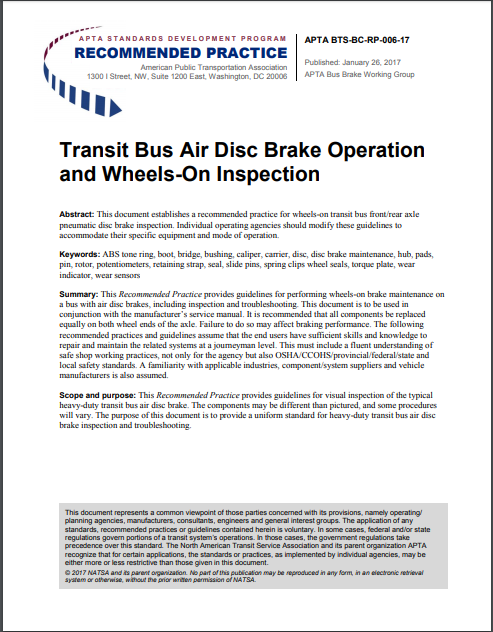 APTA STANDARDS DEVELOPMENT PROGRAM
RECOMMENDED PRACTICE
American Public Transportation Association
1300 I Street, NW, Suite 1200 East, Washington, DC 20006
APTA BTS-BC-RP-006-17
Published: January 26, 2017
APTA Bus Brake Working Group
Transit Bus Air Disc Brake Operation
and Wheels-On Inspection
Abstract: This document establishes a recommended practice for wheels-on transit bus front/rear axle
pneumatic disc brake inspection. Individual operating agencies should modify these guidelines to
accommodate their specific equipment and mode of operation.
Keywords: ABS tone ring, boot, bridge, bushing, caliper, carrier, disc, disc brake maintenance, hub, pads,
pin, rotor, potentiometers, retaining strap, seal, slide pins, spring clips wheel seals, torque plate, wear
indicator, wear sensors
Summary: This Recommended Practice provides guidelines for performing wheels-on brake maintenance on
a bus with air disc brakes, including inspection and troubleshooting. This document is to be used in
conjunction with the manufacturer's service manual. It is recommended that all components be replaced
equally on both wheel ends of the axle. Failure to do so may affect braking performance. The following
recommended practices and guidelines assume that the end users have sufficient skills and knowledge to
repair and maintain the related systems at a journeyman level. This must include a fluent understanding of
safe shop working practices, not only for the agency but also OSHA/CCOHS/provincial/federal/state and
local safety standards. A familiarity with applicable industries, component/system suppliers and vehicle
manufacturers is also assumed.
Scope and purpose: This Recommended Practice provides guidelines for visual inspection of the typical
heavy-duty transit bus air disc brake. The components may be different than pictured, and some procedures
will vary. The purpose of this document is to provide a uniform standard for heavy-duty transit bus air disc
brake inspection and troubleshooting.
This document represents a common viewpoint of those parties concerned with its provisions, namely operating/
planning agencies, manufacturers, consultants, engineers and general interest groups. The application of any
standards, recommended practices or guidelines contained herein is voluntary. In some cases, federal and/or state
regulations govern portions of a transit system's operations. In those cases, the government regulations take
precedence over this standard. The North American Transit Service Association and its parent organization APTA
recognize that for certain applications, the standards or practices, as implemented by individual agencies, may be
either more or less restrictive than those given in this document.
© 2017 NATSA and its parent organization. No part of this publication may be reproduced in any form, in an electronic retrieval
system or otherwise, without the prior written permission of NATSA.